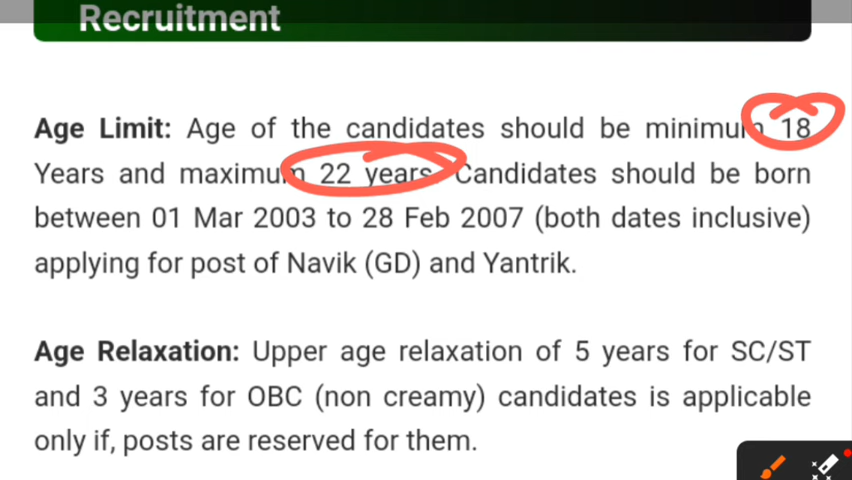 Recruitment
Age Limit: Age of the candidates should be minimum 18
Years and maximum 22 years. Candidates should be born
between 01 Mar 2003 to 28 Feb 2007 (both dates inclusive)
applying for post of Navik (GD) and Yantrik.
Age Relaxation: Upper age relaxation of 5 years for SC/ST
and 3 years for OBC (non creamy) candidates is applicable
only if, posts are reserved for them.